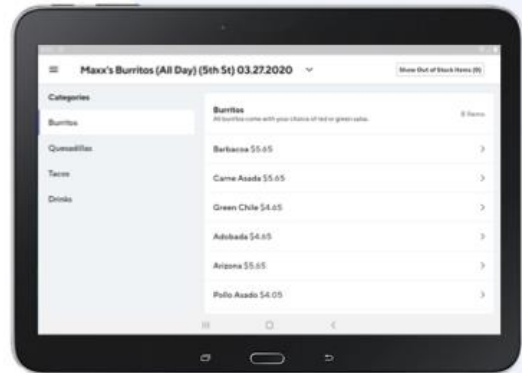 Maxx's Burritos (All Day) (5th St) 03.27.2020
Show Out of Stock Items (0)
Categories
Burritos
Quesadillas
Tacos
Drinks
Burritos
All burritos come with your choice of red or green salsa.
8 Items
Barbacoa $5.65
Carne Asada $5.65
Green Chile $4.65
Adobada $4.65
Arizona $5.65
Pollo Asado $4.05